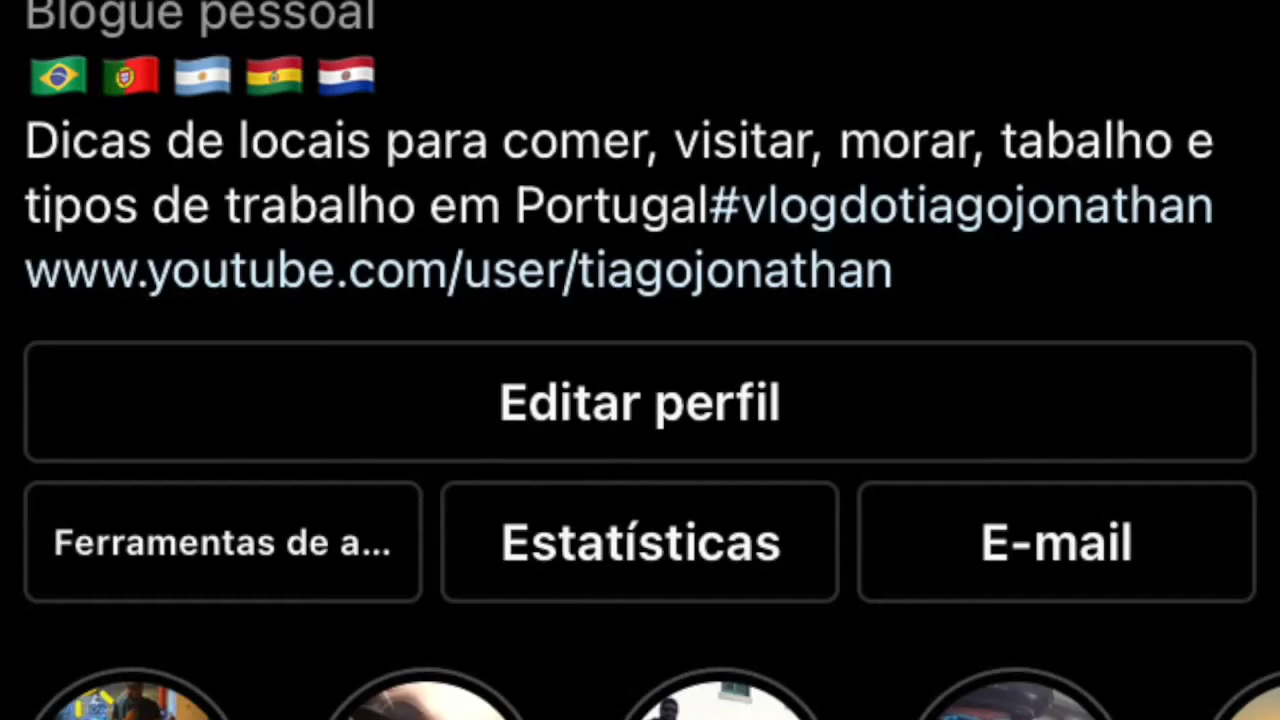 Blogue pessoal
🇧🇷 🇵🇹 🇦🇷 🇧🇴 🇵🇾
Dicas de locais para comer, visitar, morar, tabalho e
tipos de trabalho em Portugal#vlogdotiagojonathan
www.youtube.com/user/tiagojonathan
Editar perfil
Ferramentas de a...
Estatísticas
E-mail